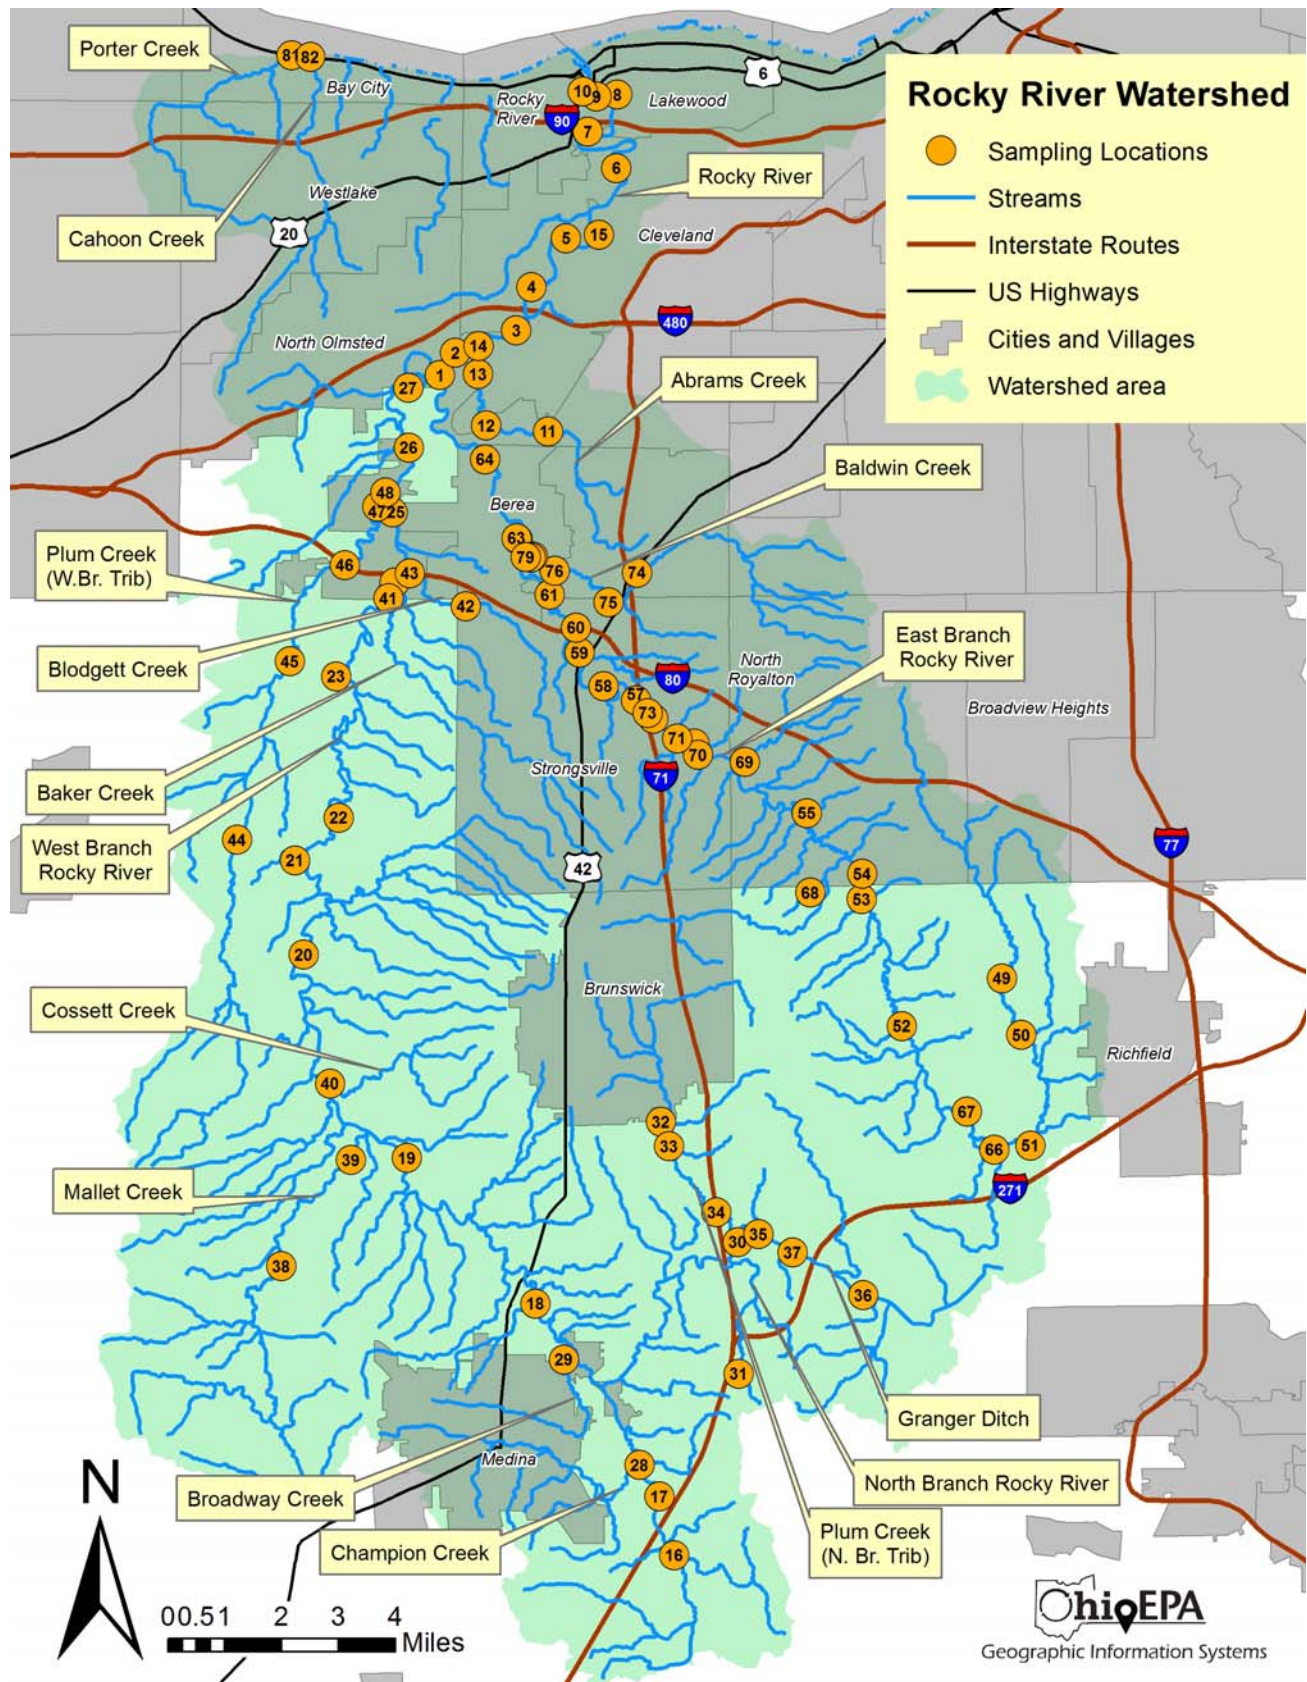 Rocky River Watershed
Sampling Locations
Streams
Interstate Routes
US Highways
Cities and Villages
Watershed area
Porter Creek
81
82
Bay City
Rocky
River
10
9
8
Lakewood
6
90
7
6
Rocky River
Westlake
Cahoon Creek
20
5
15
Cleveland
4
3
480
North Olmsted
2
14
1
13
27
Abrams Creek
12
11
26
64
Baldwin Creek
48
47
25
Berea
63
79
76
74
Plum Creek
(W.Br. Trib)
46
43
41
42
61
75
60
East Branch
Rocky River
Blodgett Creek
45
23
59
58
80
North
Royalton
57
73
Broadview Heights
71
70
69
Strongsville
71
Baker Creek
22
55
West Branch
Rocky River
44
21
42
77
54
68
53
20
49
Brunswick
Cossett Creek
52
50
Richfield
40
67
32
33
66
51
39
19
Mallet Creek
271
34
30
35
37
38
36
18
29
31
Granger Ditch
Medina
28
North Branch Rocky River
Broadway Creek
17
Champion Creek
Plum Creek
(N. Br. Trib)
16
N
0 0.5 1 2 3 4
Miles
OhioEPA
Geographic Information Systems